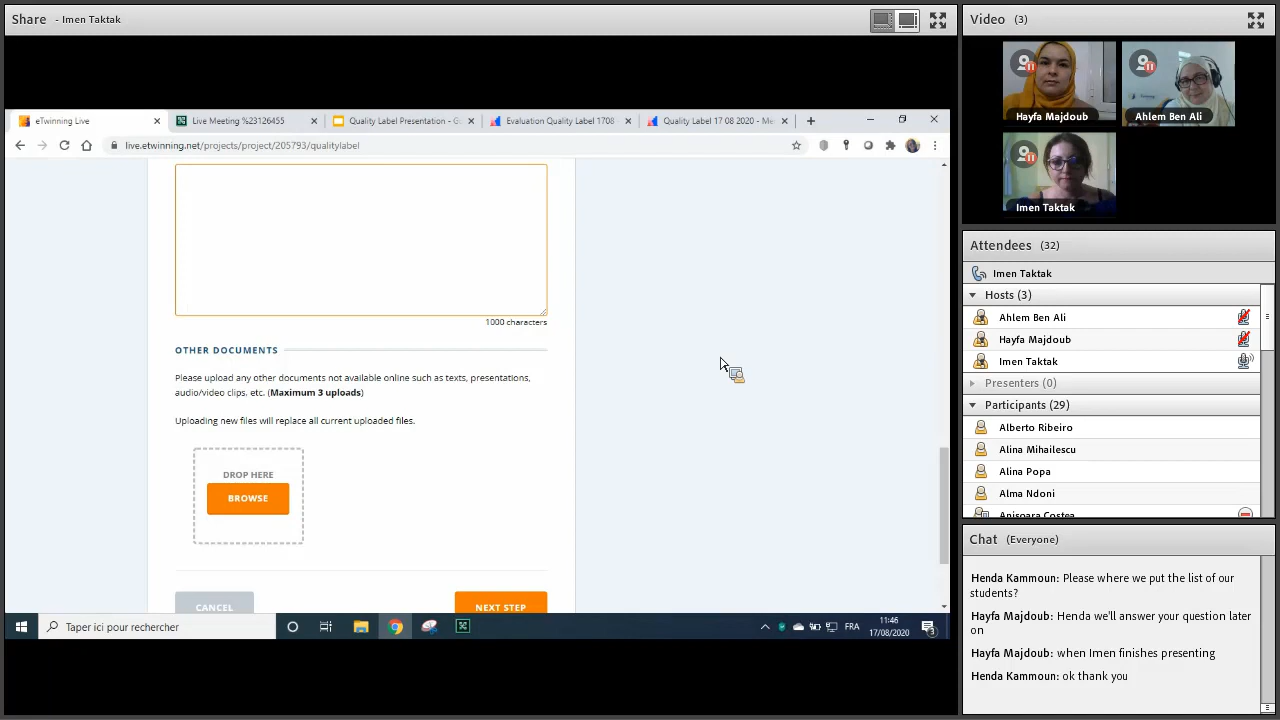 Share - Imen Taktak
eTwinning Live
Live Meeting %23126455
Quality Label Presentation - G
Evaluation Quality Label 1708
Quality Label 17 08 2020 - Me
live.etwinning.net/projects/project/205793/qualitylabel
1000 characters
OTHER DOCUMENTS
Please upload any other documents not available online such as texts, presentations,
audio/video clips, etc. (Maximum 3 uploads)
Uploading new files will replace all current uploaded files.
DROP HERE
BROWSE
CANCEL
NEXT STEP
Taper ici pour rechercher
FRA
11:46
17/08/2020
3
Video (3)
Hayfa Majdoub
Ahlem Ben Ali
Imen Taktak
Attendees (32)
Imen Taktak
Hosts (3)
Ahlem Ben Ali
Hayfa Majdoub
Imen Taktak
Presenters (0)
Participants (29)
Alberto Ribeiro
Alina Mihailescu
Alina Popa
Alma Ndoni
Anisoara Costea
Chat (Everyone)
Henda Kammoun: Please where we put the list of our
students?
Hayfa Majdoub: Henda we'll answer your question later
on
Hayfa Majdoub: when Imen finishes presenting
Henda Kammoun: ok thank you